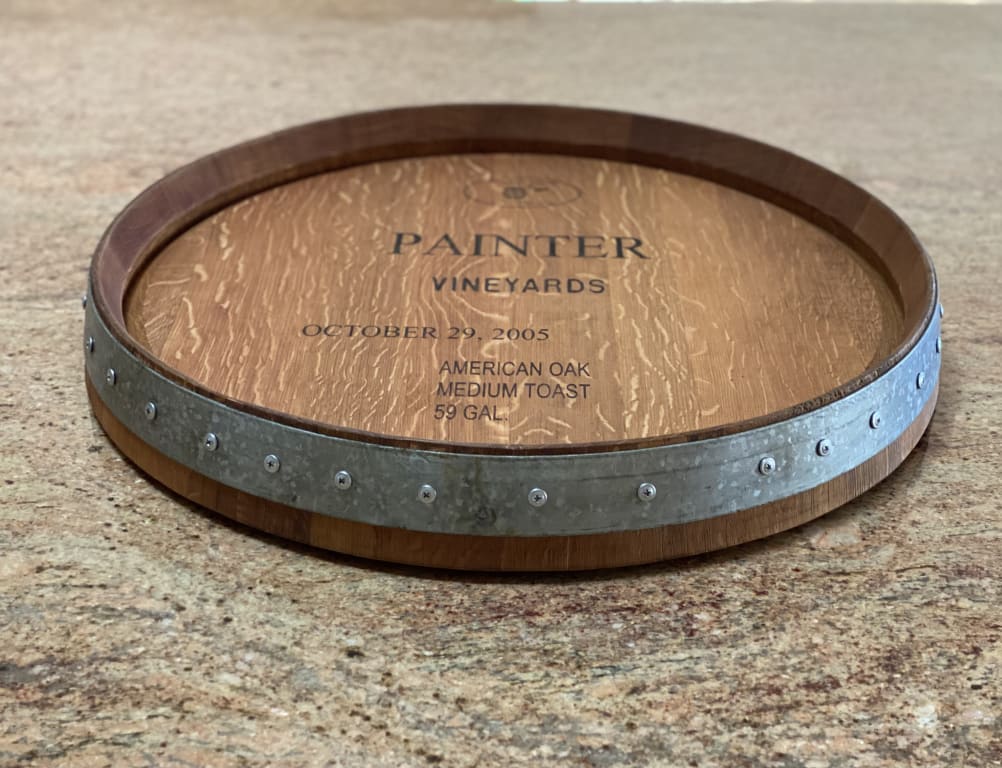 PAINTER
VINEYARDS
OCTOBER 29, 2005
AMERICAN OAK
MEDIUM TOAST
59 GAL.